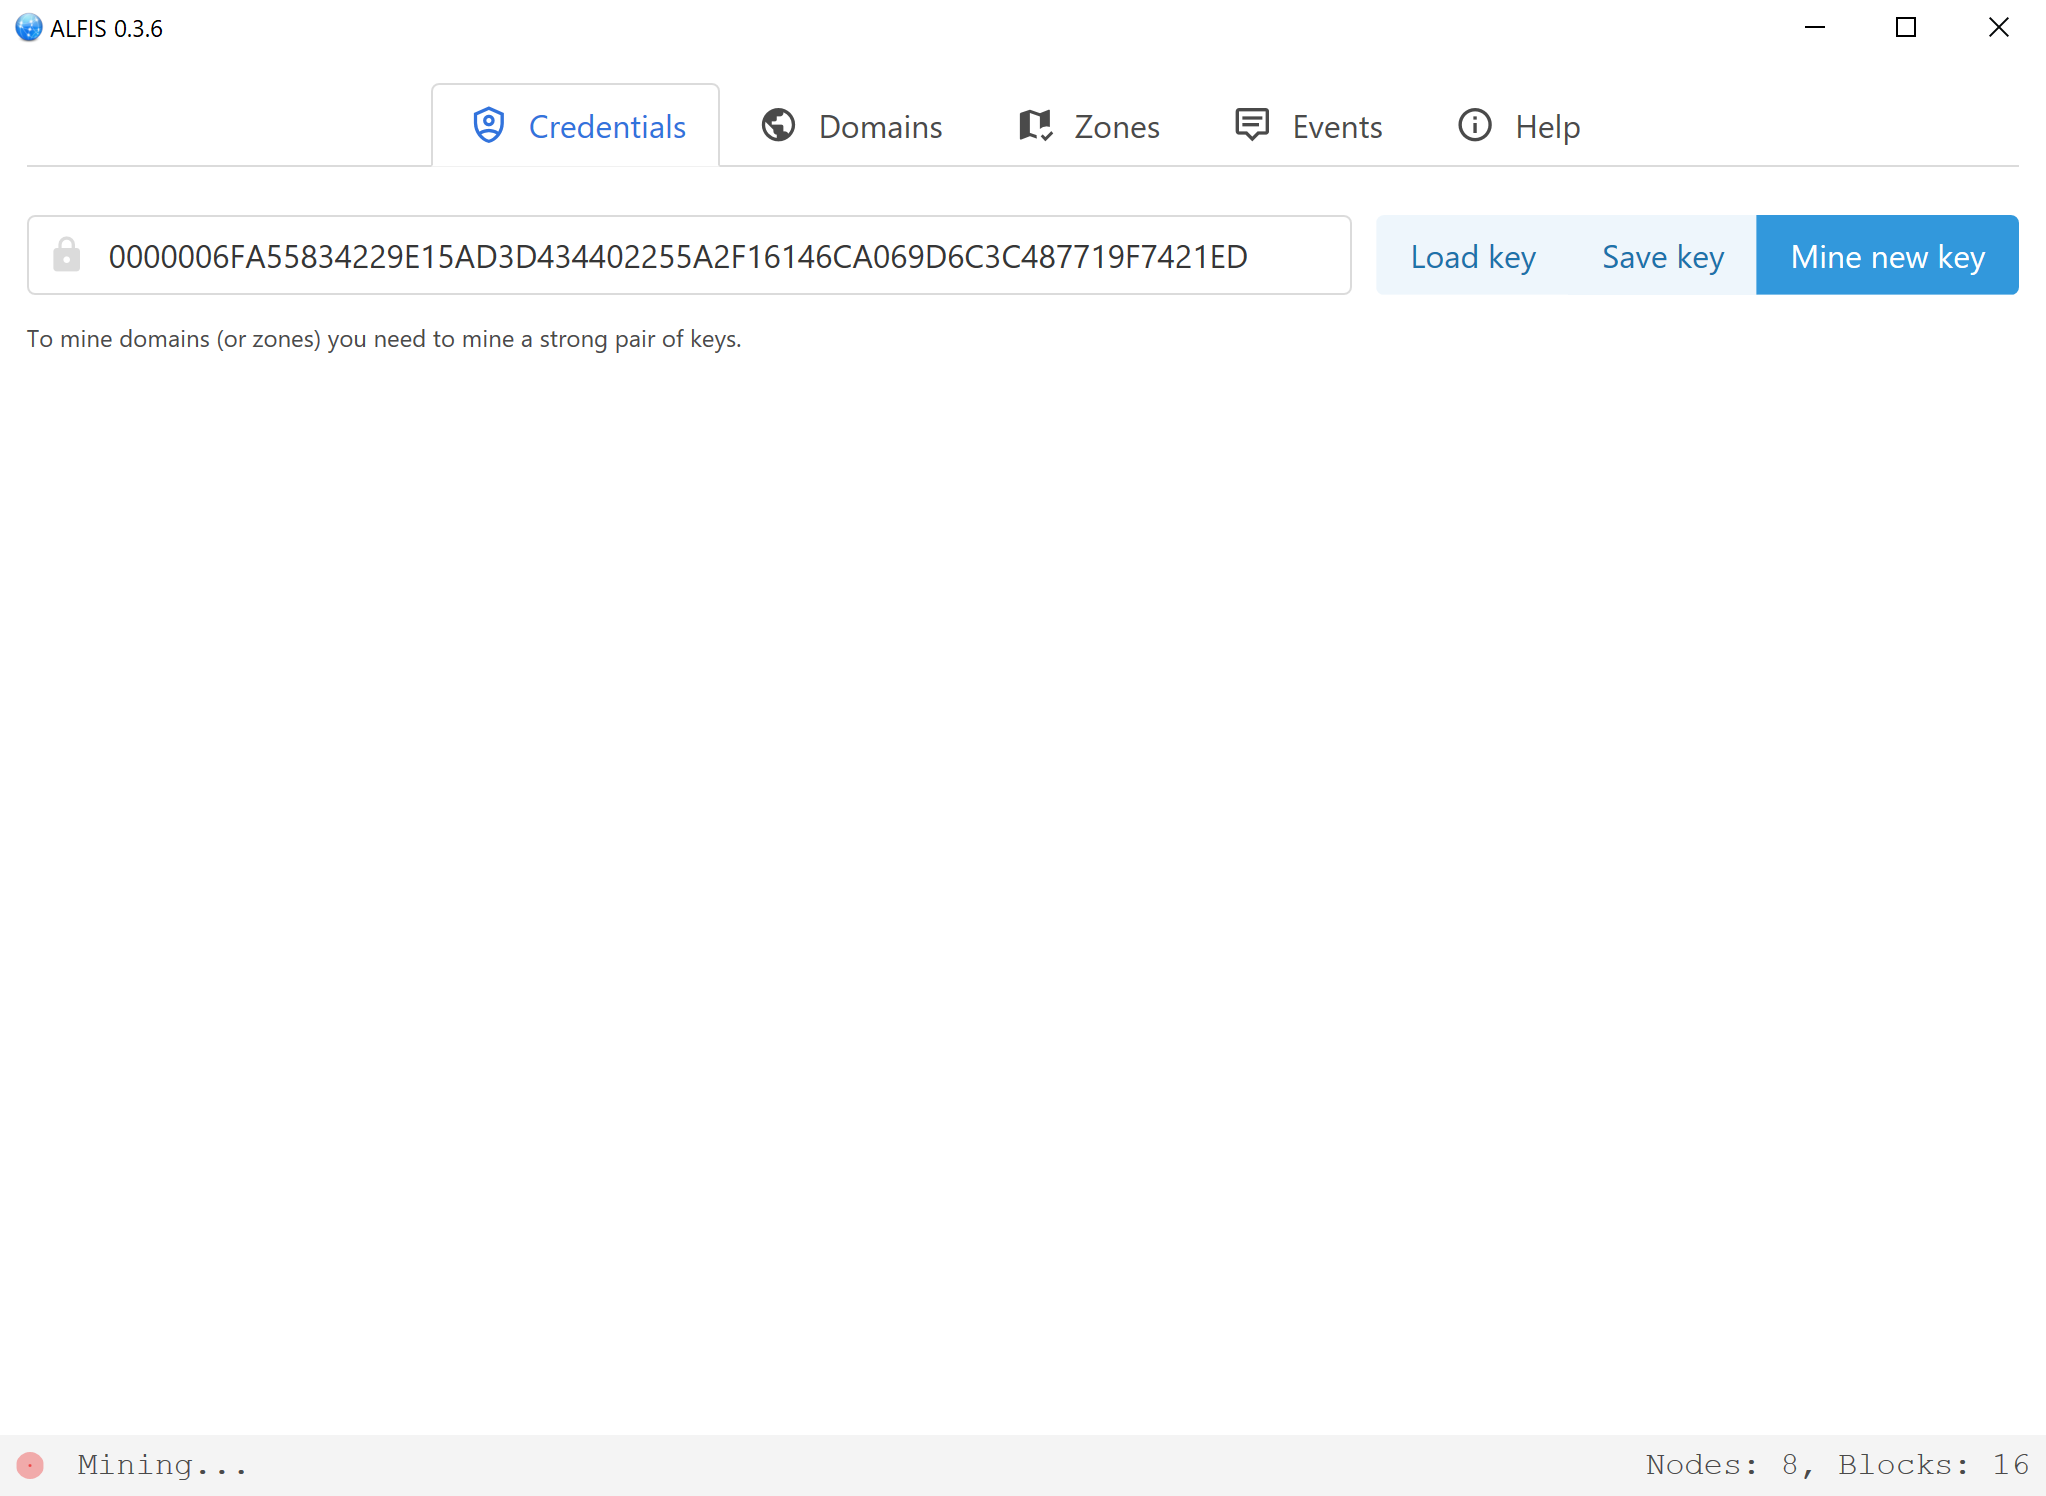 ALFIS 0.3.6
Credentials Domains Zones Events Help
0000006FA55834229E15AD3D434402255A2F16146CA069D6C3C487719F7421ED Load key Save key Mine new key
To mine domains (or zones) you need to mine a strong pair of keys.
Mining... Nodes: 8, Blocks: 16